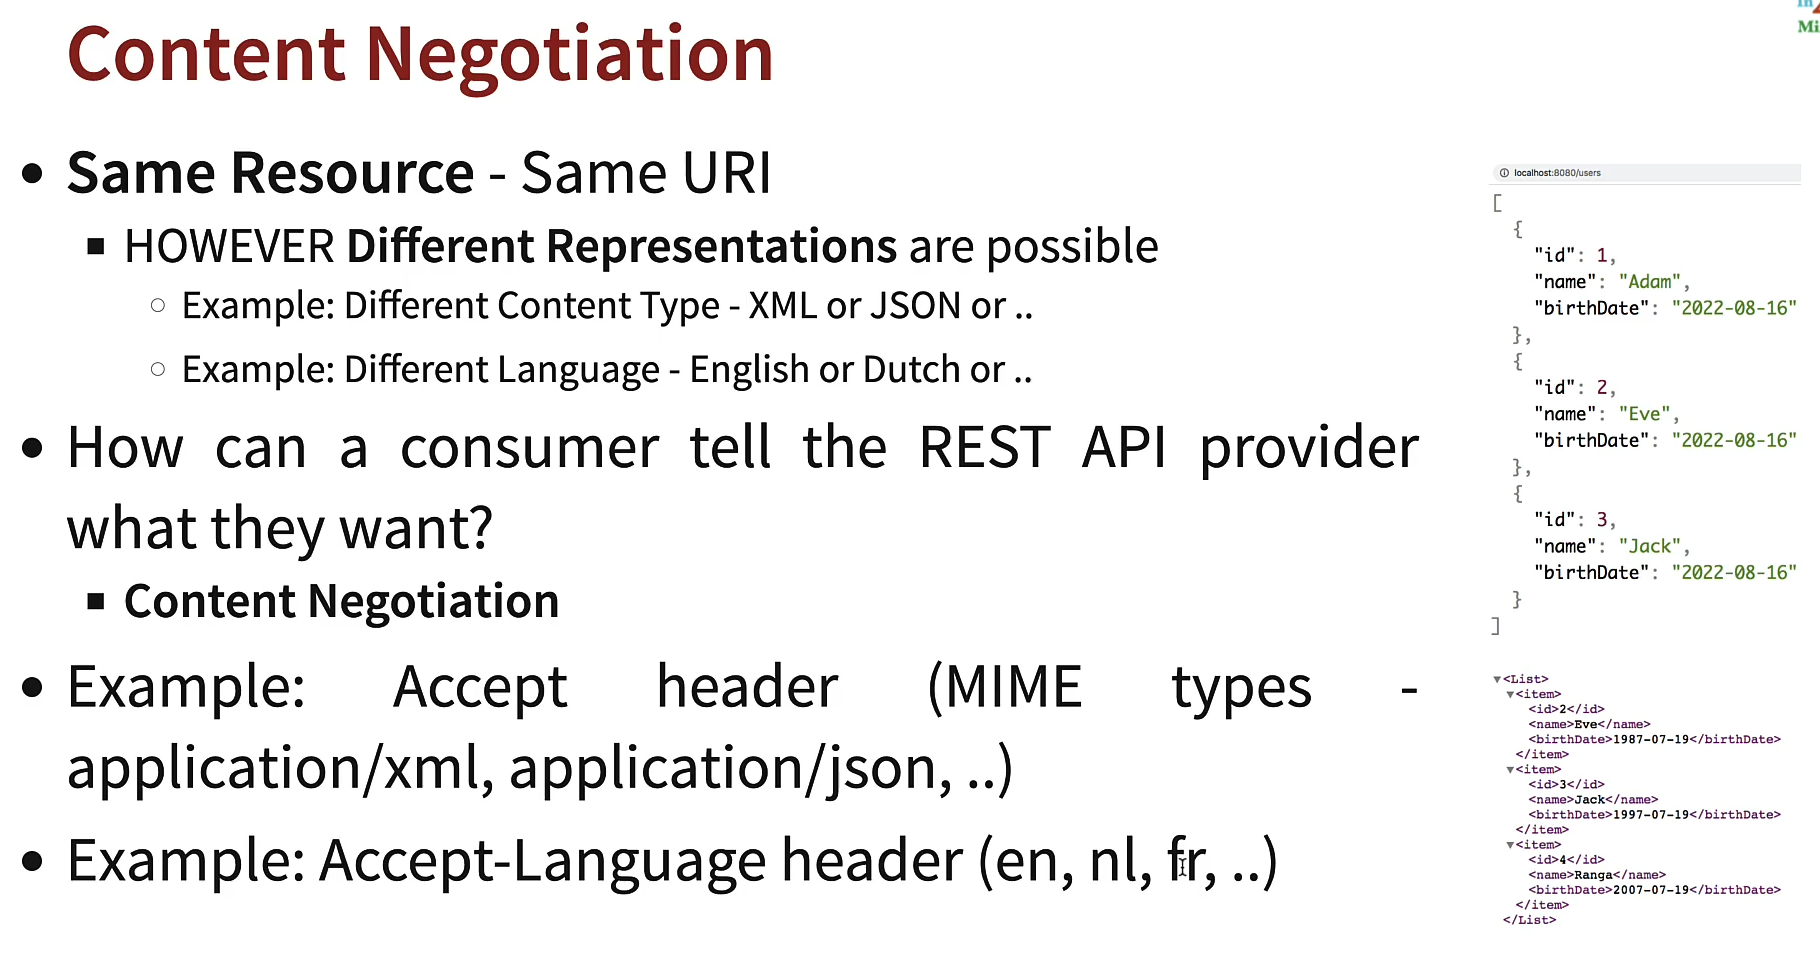 Content Negotiation
• Same Resource - Same URI
▪ HOWEVER Different Representations are possible
○ Example: Different Content Type - XML or JSON or ..
○ Example: Different Language - English or Dutch or ..
• How can a consumer tell the REST API provider
what they want?
▪ Content Negotiation
• Example: Accept header (MIME types -
application/xml, application/json, ..)
• Example: Accept-Language header (en, nl, fr, ..)
localhost:8080/users
[
{
"id": 1,
"name": "Adam",
"birthDate": "2022-08-16"
},
{
"id": 2,
"name": "Eve",
"birthDate": "2022-08-16"
},
{
"id": 3,
"name": "Jack",
"birthDate": "2022-08-16"
}
]
▼<List>
▼<item>
<id>2</id>
<name>Eve</name>
<birthDate>1987-07-19</birthDate>
</item>
▼<item>
<id>3</id>
<name>Jack</name>
<birthDate>1997-07-19</birthDate>
</item>
▼<item>
<id>4</id>
<name>Ranga</name>
<birthDate>2007-07-19</birthDate>
</item>
</List>